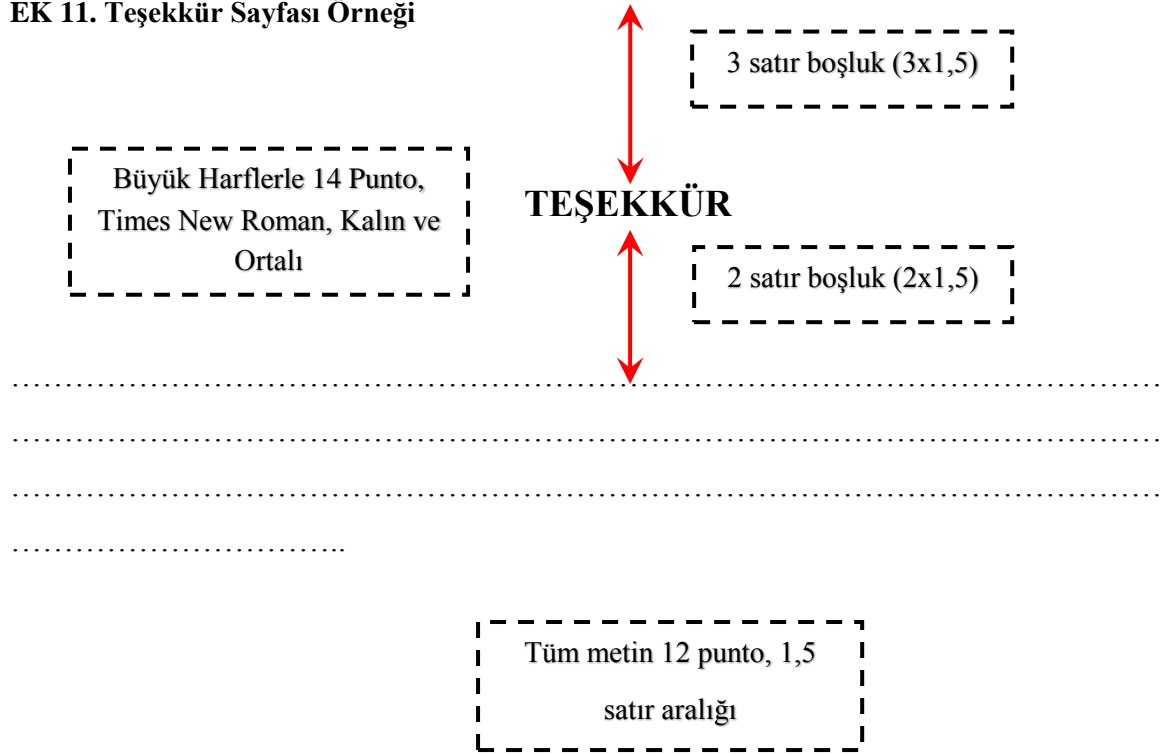 EK 11. Teşekkür Sayfası Örneği
3 satır boşluk (3x1,5)
Büyük Harflerle 14 Punto,
Times New Roman, Kalın ve
Ortalı
TEŞEKKÜR
2 satır boşluk (2x1,5)
……………………………………………………………………………………………………
……………………………………………………………………………………………………
……………………………………………………………………………………………………
…………………………..
Tüm metin 12 punto, 1,5
satır aralığı